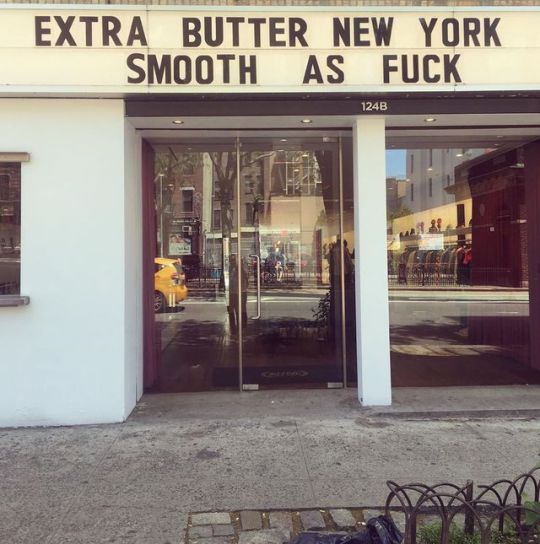 EXTRA BUTTER NEW YORK
SMOOTH AS FUCK
124B